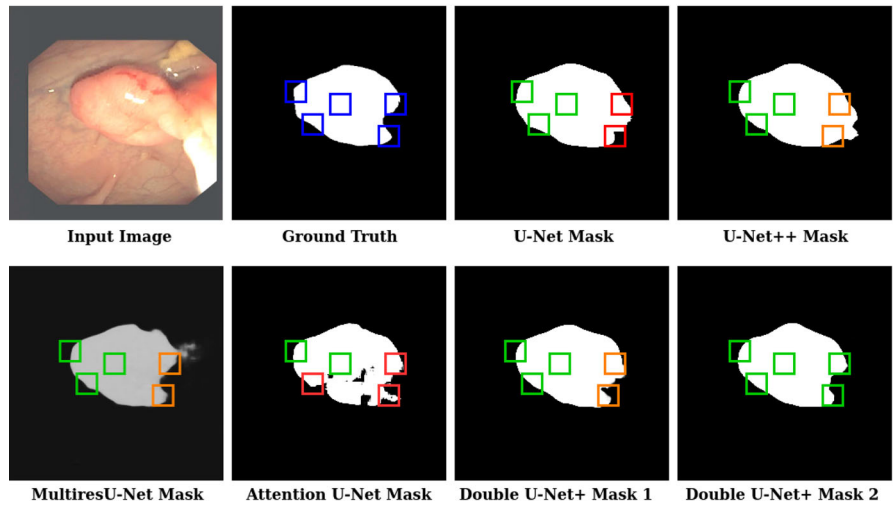 Input Image
Ground Truth
U-Net Mask
U-Net++ Mask
MultiresU-Net Mask
Attention U-Net Mask
Double U-Net+ Mask 1
Double U-Net+ Mask 2